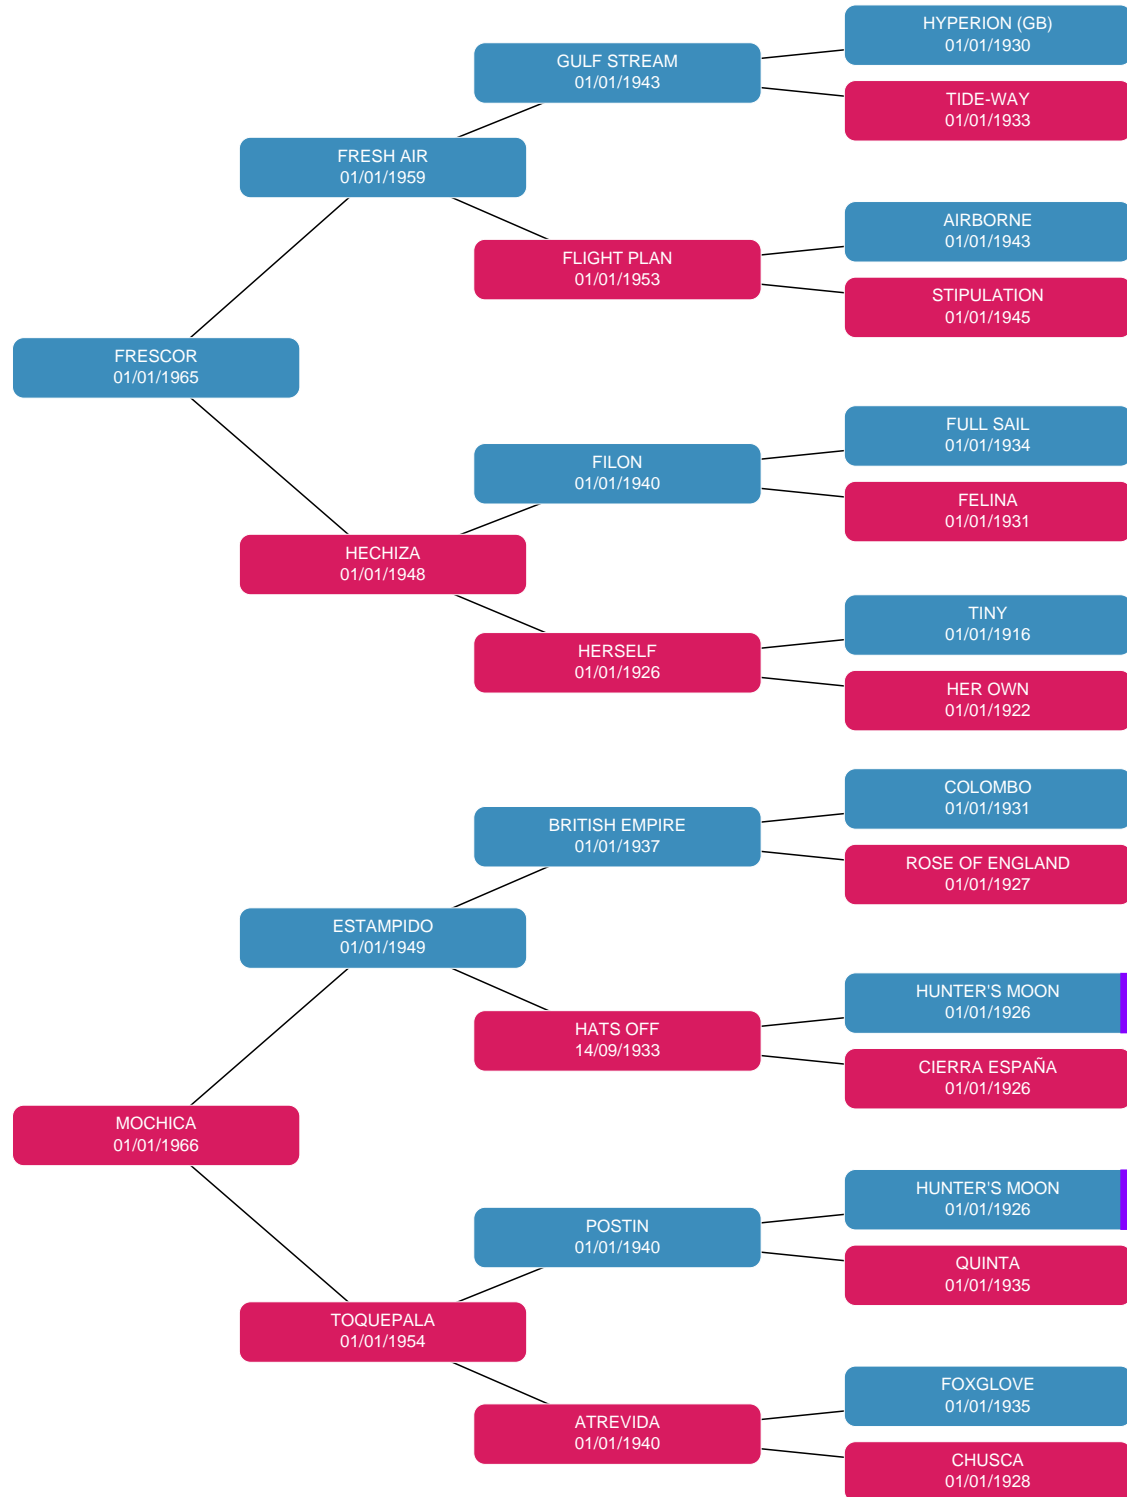 HYPERION (GB)
01/01/1930
GULF STREAM
01/01/1943
TIDE-WAY
01/01/1933
FRESH AIR
01/01/1959
AIRBORNE
01/01/1943
FLIGHT PLAN
01/01/1953
STIPULATION
01/01/1945
FRESCOR
01/01/1965
FULL SAIL
01/01/1934
FILON
01/01/1940
FELINA
01/01/1931
HECHIZA
01/01/1948
TINY
01/01/1916
HERSELF
01/01/1926
HER OWN
01/01/1922
COLOMBO
01/01/1931
BRITISH EMPIRE
01/01/1937
ROSE OF ENGLAND
01/01/1927
ESTAMPIDO
01/01/1949
HUNTER'S MOON
01/01/1926
HATS OFF
14/09/1933
CIERRA ESPAÑA
01/01/1926
MOCHICA
01/01/1966
HUNTER'S MOON
01/01/1926
POSTIN
01/01/1940
QUINTA
01/01/1935
TOQUEPALA
01/01/1954
FOXGLOVE
01/01/1935
ATREVIDA
01/01/1940
CHUSCA
01/01/1928